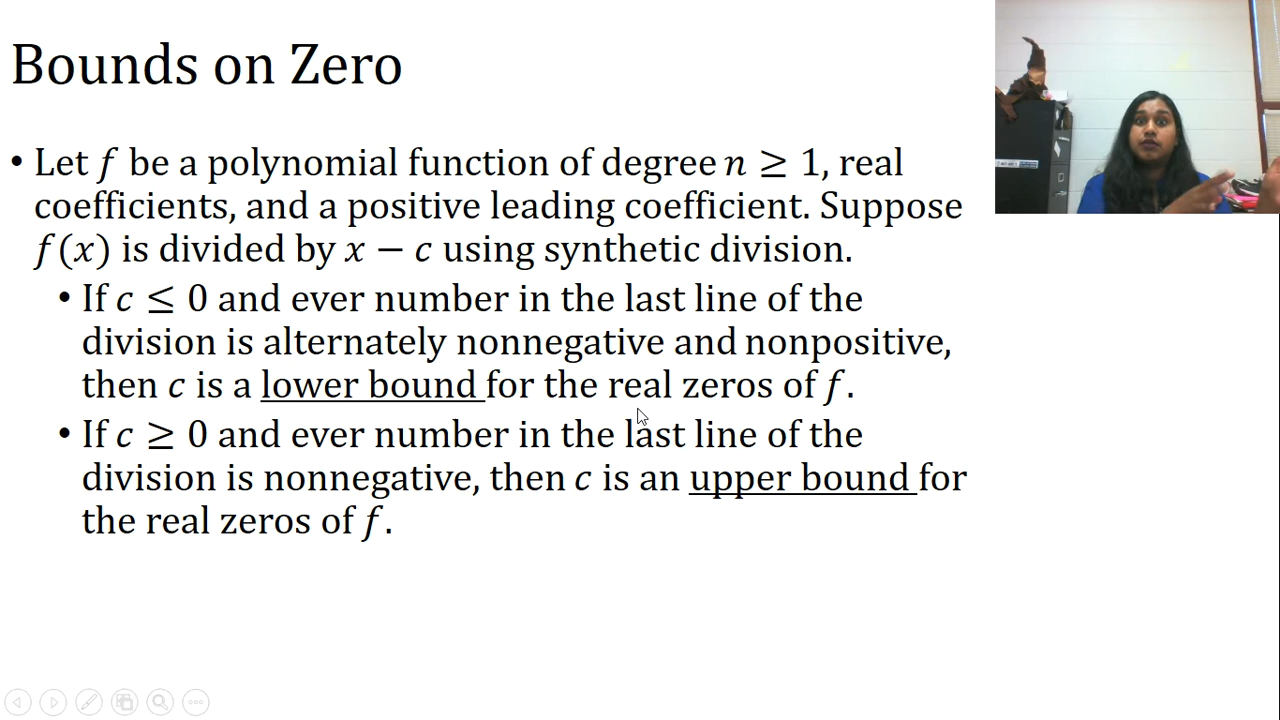 Bounds on Zero
• Let f be a polynomial function of degree n ≥ 1, real
coefficients, and a positive leading coefficient. Suppose
f(x) is divided by x − c using synthetic division.
• If c ≤ 0 and ever number in the last line of the
division is alternately nonnegative and nonpositive,
then c is a lower bound for the real zeros of f.
• If c ≥ 0 and ever number in the last line of the
division is nonnegative, then c is an upper bound for
the real zeros of f.